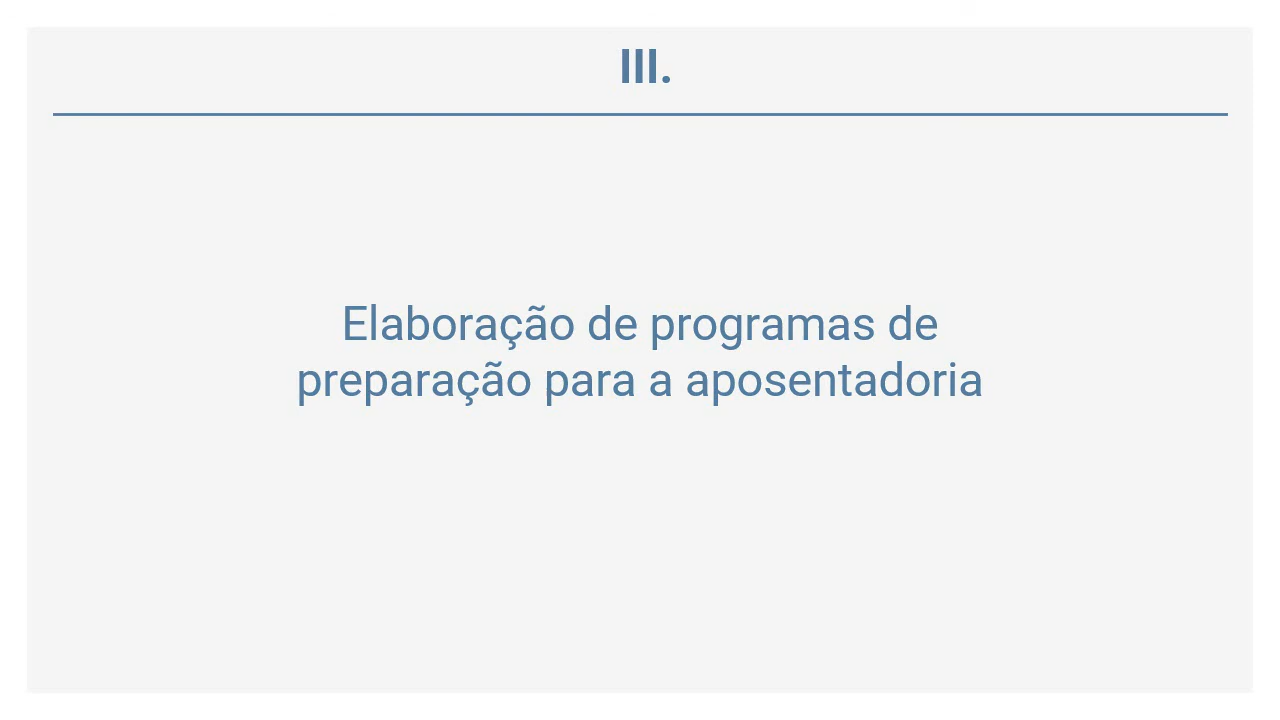 III.
Elaboração de programas de
preparação para a aposentadoria